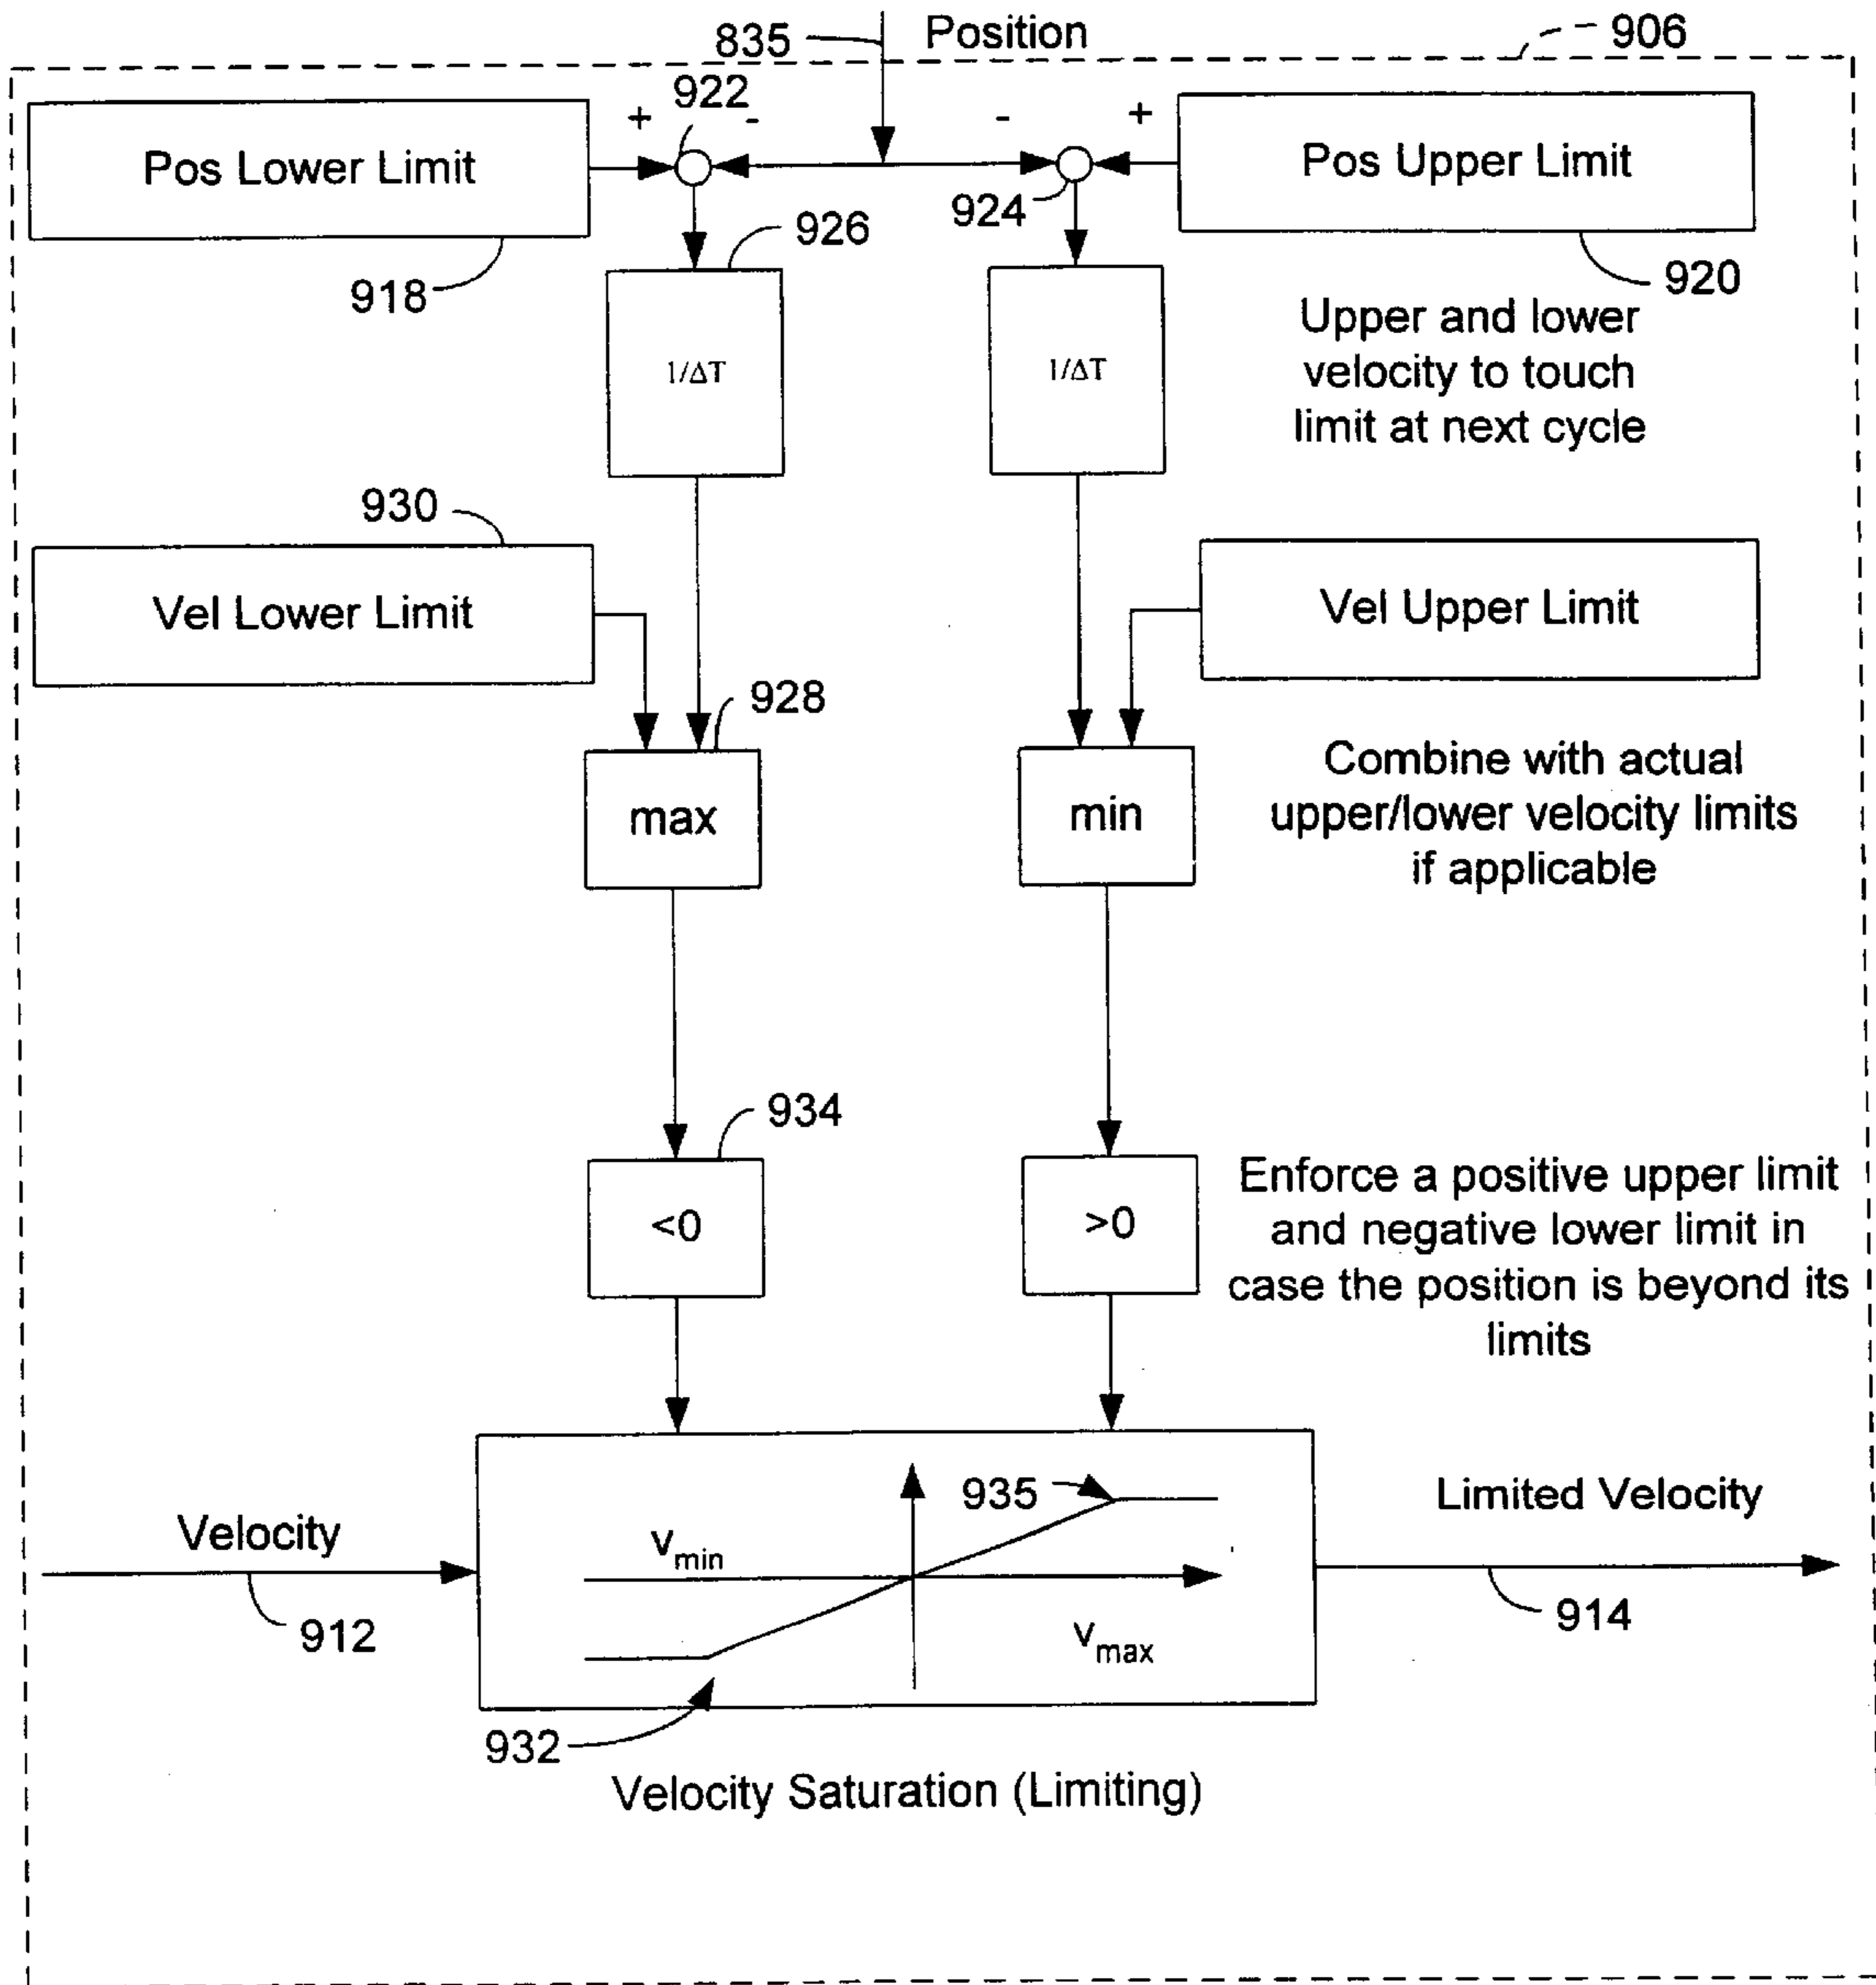 835
Position
906
922
+
-
-
+
Pos Lower Limit
Pos Upper Limit
924
926
918
920
1/ΔT
1/ΔT
Upper and lower
velocity to touch
limit at next cycle
930
Vel Lower Limit
Vel Upper Limit
928
max
min
Combine with actual
upper/lower velocity limits
if applicable
934
<0
>0
Enforce a positive upper limit
and negative lower limit in
case the position is beyond its
limits
935
Limited Velocity
Velocity
vmin
912
vmax
914
932
Velocity Saturation (Limiting)